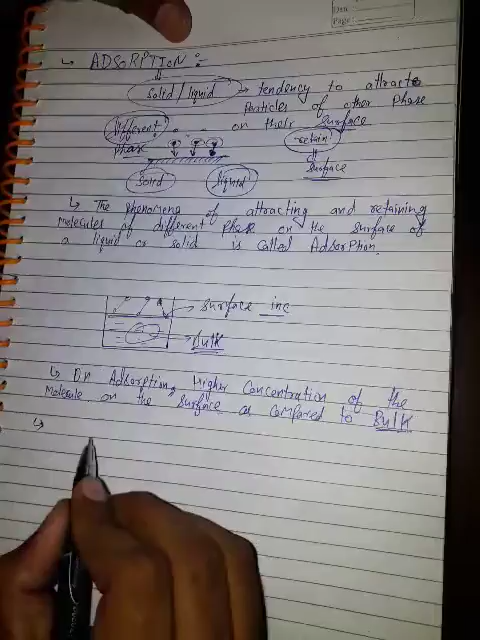 Date
Page
↳ ADSORPTION :-
Solid / liquid → tendency to attracte
Particles of other Phase
on their surface
Different
Phase
retain
Surface
Solid liquid
↳ The Phenomena of attracting and retaining
Molecules of different Phase on the surface of
a liquid or solid is called Adsorption.
→ Surface inc
→ Bulk
↳ In Adsorption, Higher Concentration of the
Molecule on the surface as compared to Bulk
↳